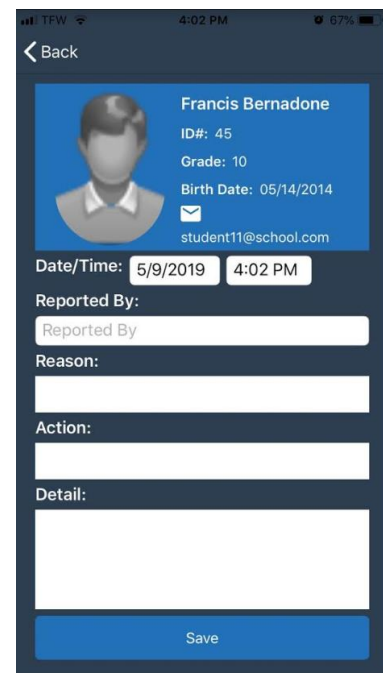 TFW 4:02 PM 67%
Back
Francis Bernadone
ID#: 45
Grade: 10
Birth Date: 05/14/2014
student11@school.com
Date/Time: 5/9/2019 4:02 PM
Reported By:
Reported By
Reason:
Action:
Detail:
Save